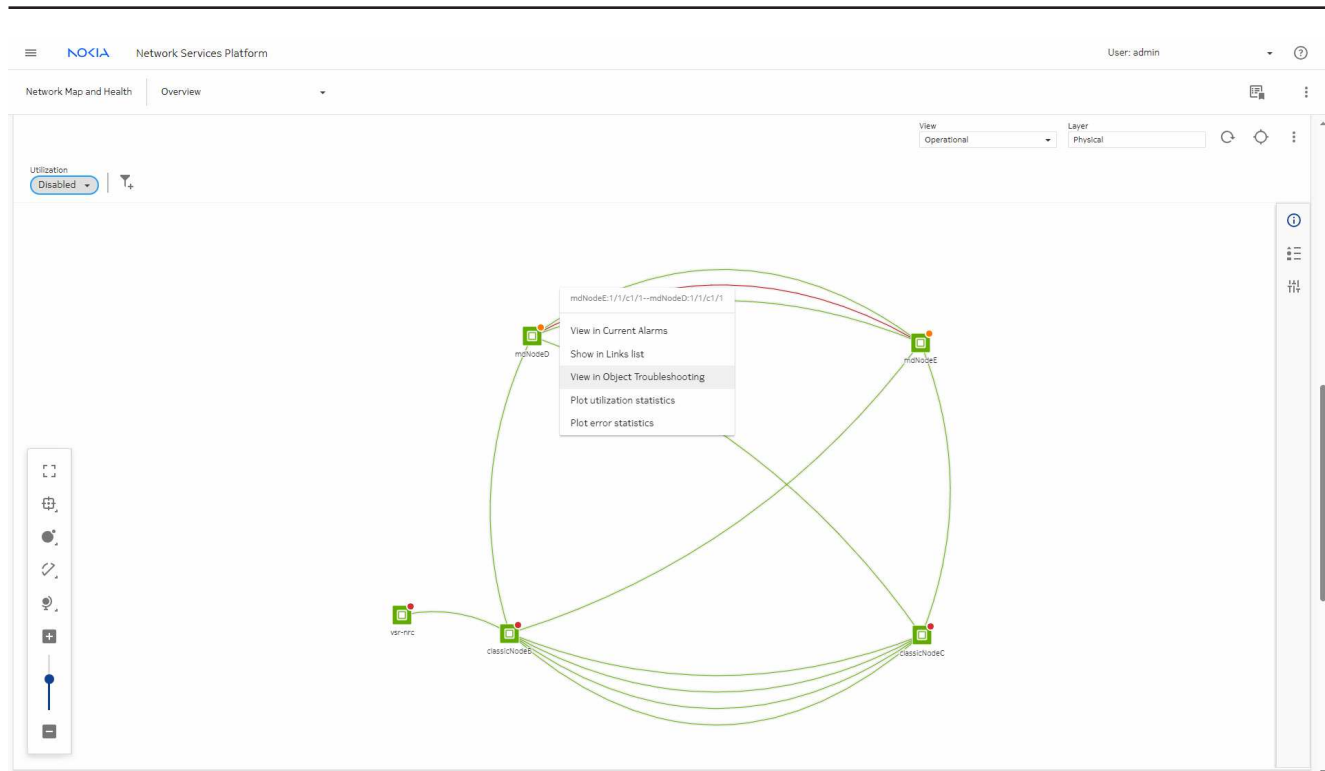 NOKIA Network Services Platform User: admin
Network Map and Health Overview
View Layer
Operational Physical
Utilization
Disabled
mdNodeE:1/1/c1/1--mdNodeD:1/1/c1/1
View in Current Alarms
mdNodeD Show in Links list mdNodeE
View in Object Troubleshooting
Plot utilization statistics
Plot error statistics
vsr-nrc
classicNodeB classicNodeC